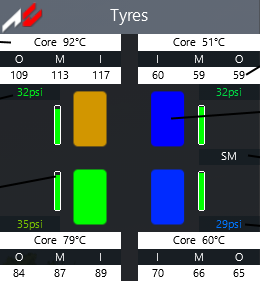 Tyres
Core 92°C Core 51°C
O M I I M O
109 113 117 60 59 59
32psi 32psi
SM
35psi 29psi
Core 79°C Core 60°C
O M I I M O
84 87 89 70 66 65